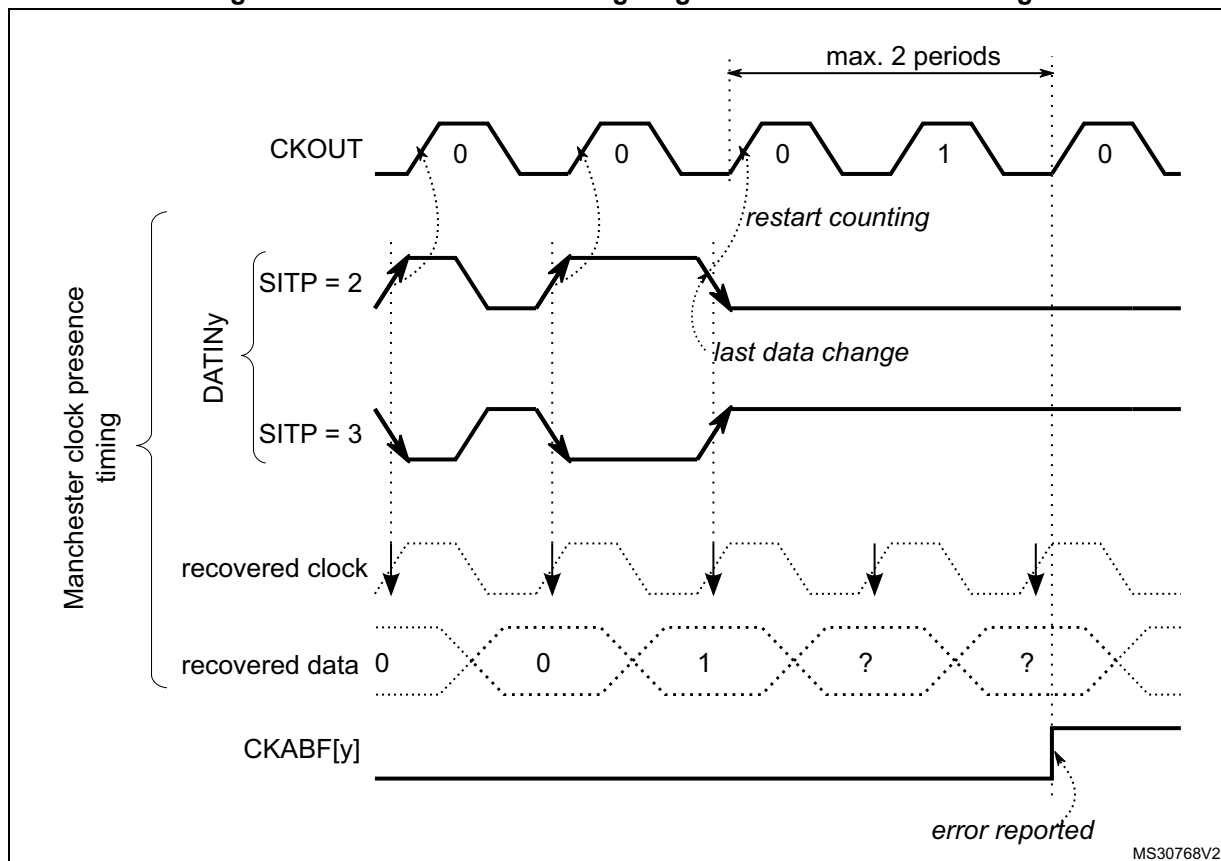 max. 2 periods
CKOUT
0 0 0 1 0
restart counting
SITP = 2
last data change
DATINy
SITP = 3
Manchester clock presence
timing
recovered clock
recovered data
0 0 1 ? ?
CKABF[y]
error reported
MS30768V2